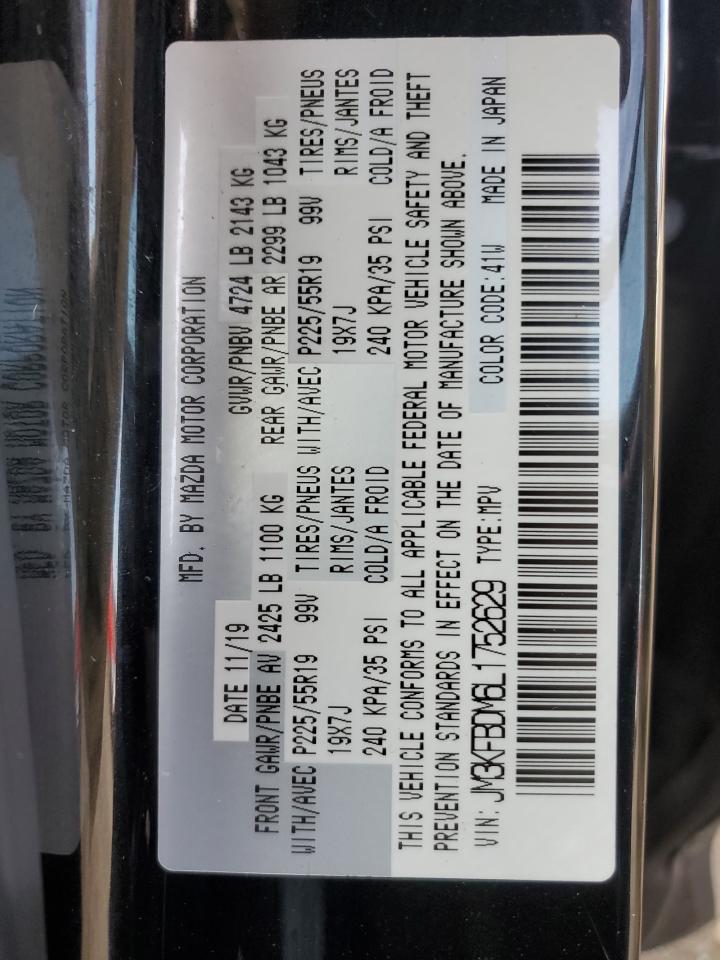 MFD. BY MAZDA MOTOR CORPORATION
DATE 11/19 GVWR/PNBV 4724 LB 2143 KG
FRONT GAWR/PNBE AV 2425 LB 1100 KG REAR GAWR/PNBE AR 2299 LB 1043 KG
WITH/AVEC P225/55R19 99V TIRES/PNEUS WITH/AVEC P225/55R19 99V TIRES/PNEUS
19X7J RIMS/JANTES 19X7J RIMS/JANTES
240 KPA/35 PSI COLD/A FROID 240 KPA/35 PSI COLD/A FROID
THIS VEHICLE CONFORMS TO ALL APPLICABLE FEDERAL MOTOR VEHICLE SAFETY AND THEFT
PREVENTION STANDARDS IN EFFECT ON THE DATE OF MANUFACTURE SHOWN ABOVE.
VIN: JM3KFBDM6L1752629 TYPE:MPV COLOR CODE:41W MADE IN JAPAN